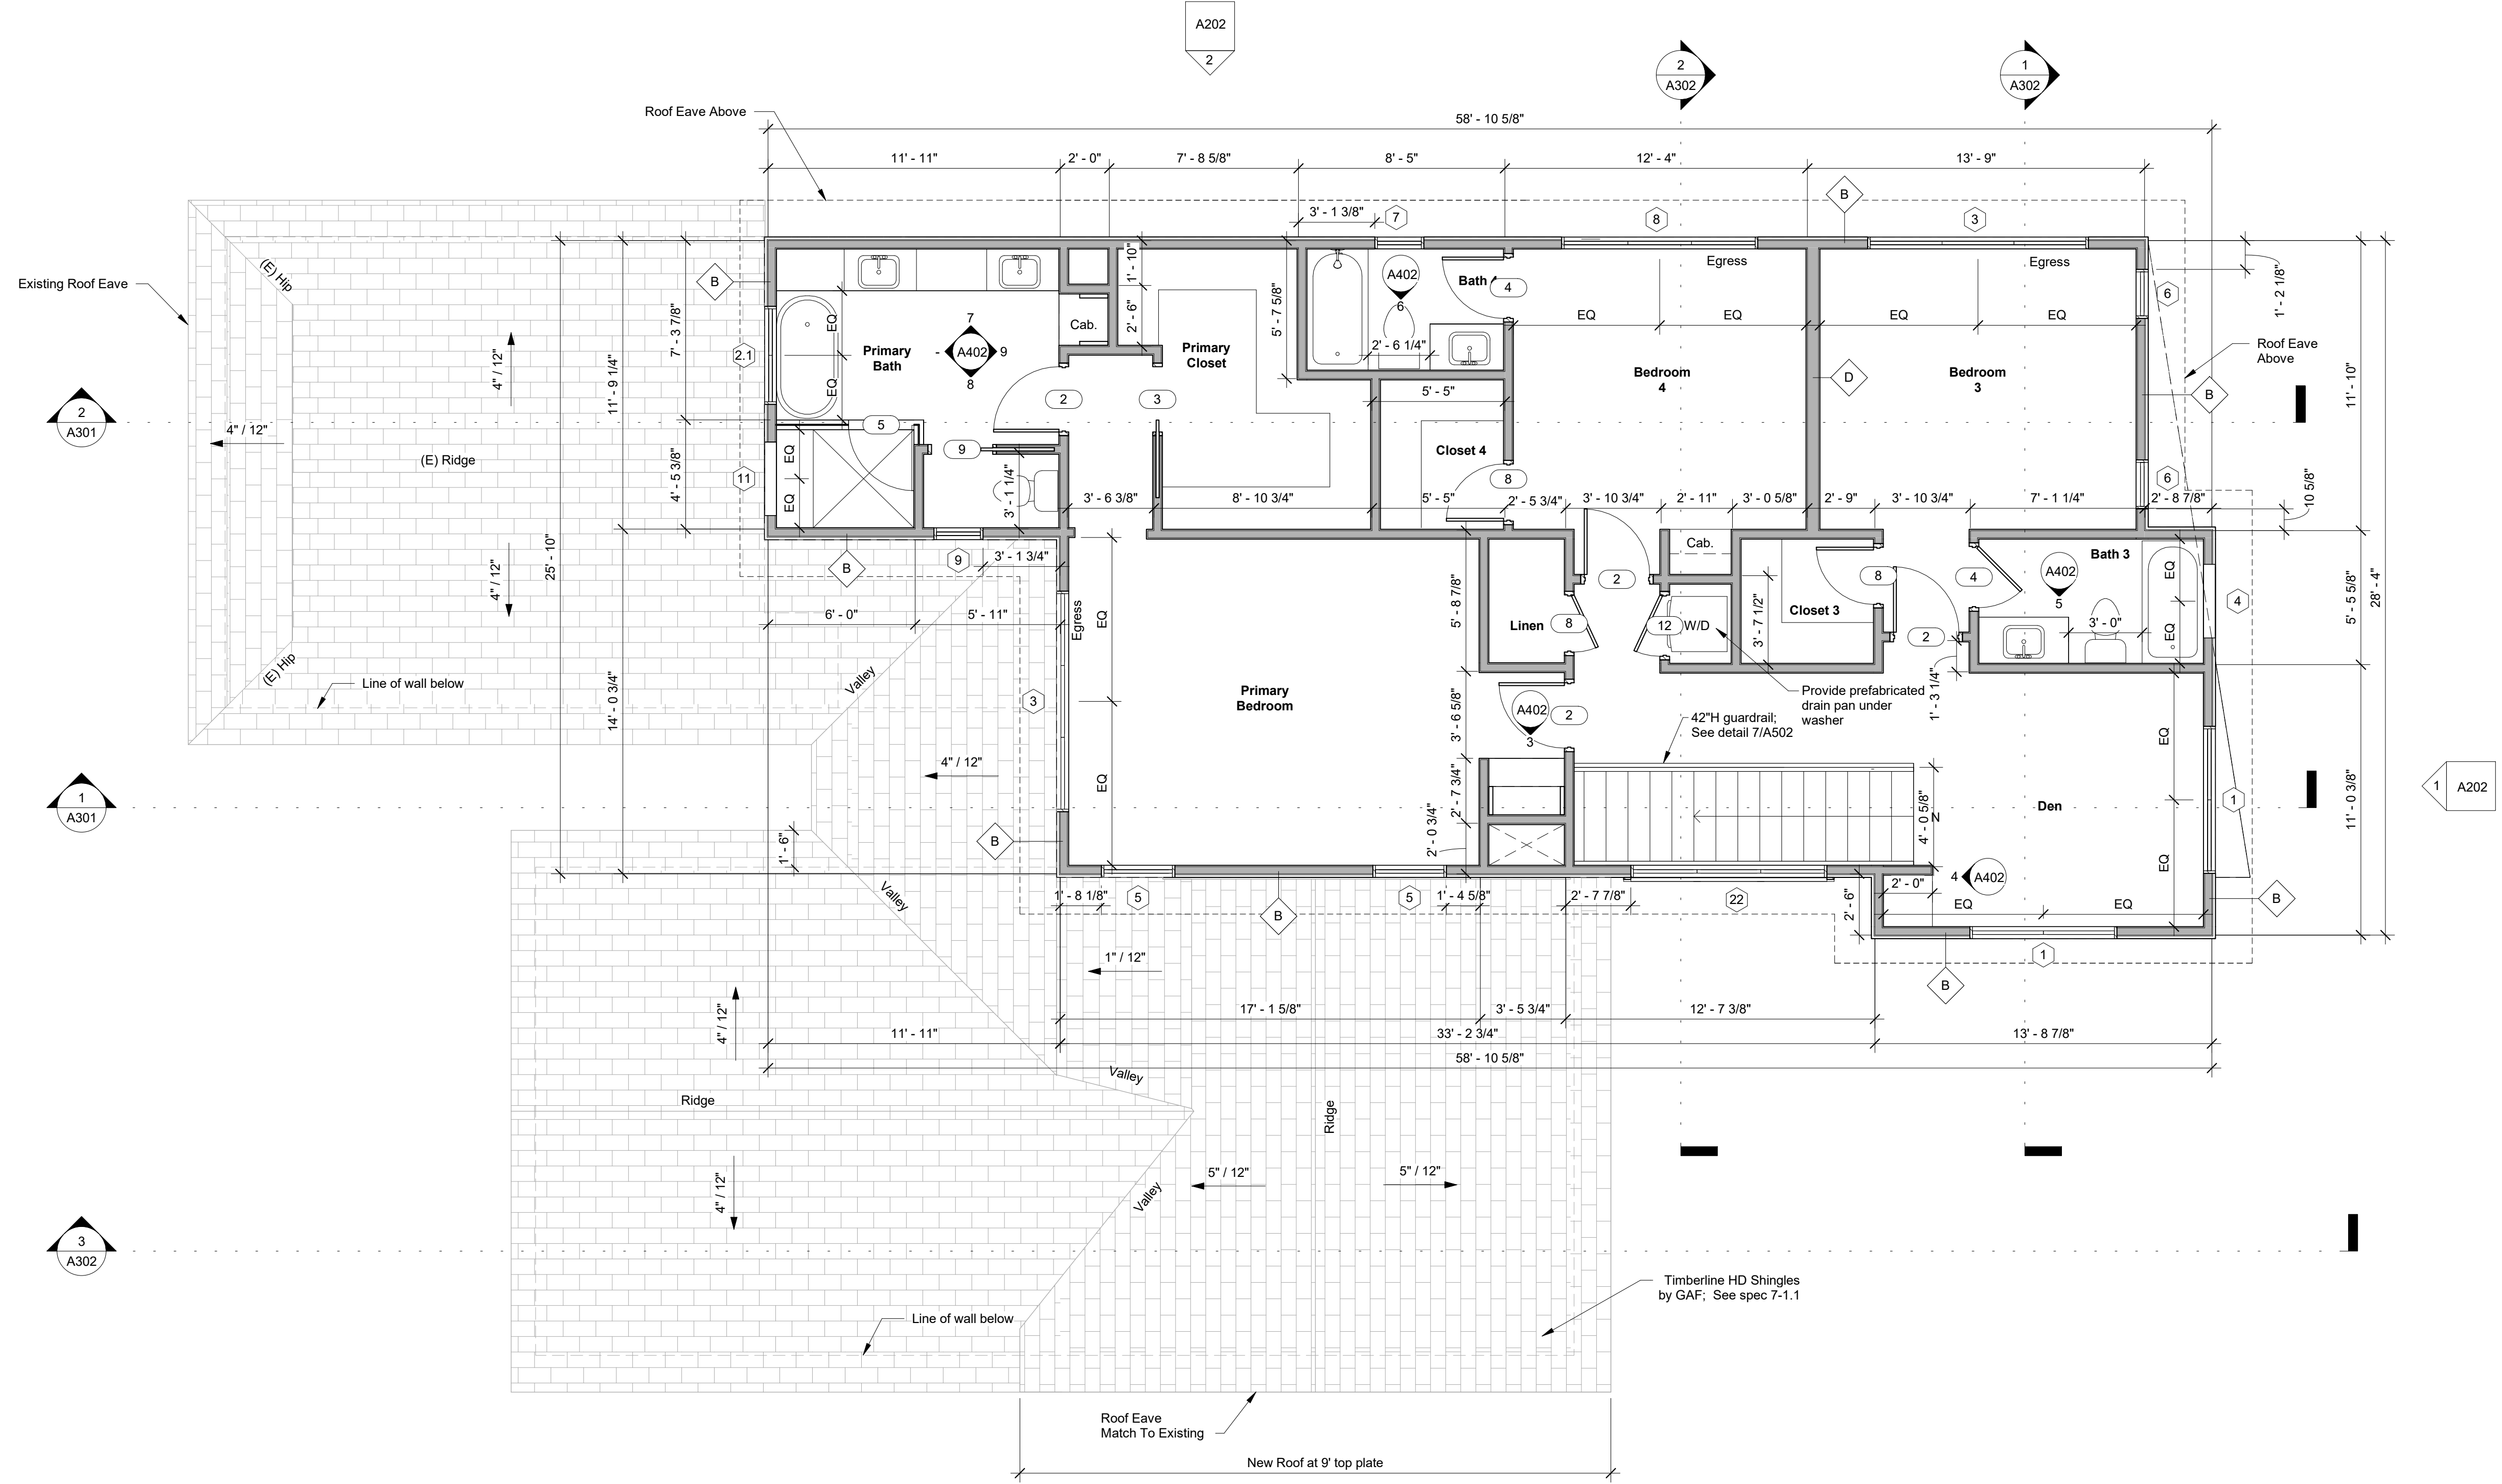 A202
2
2
A302
1
A302
Roof Eave Above
58' - 10 5/8"
11' - 11"
2' - 0"
7' - 8 5/8"
8' - 5"
12' - 4"
13' - 9"
B
3' - 1 3/8"
7
8
3
Existing Roof Eave
(E) Hip
B
1' - 10"
2' - 6"
5' - 7 5/8"
A402
6
Bath
4
Egress
Egress
6
1' - 2 1/8"
EQ
EQ
Cab.
7
A402
-
9
8
Primary
Bath
Primary
Closet
2' - 6 1/4"
EQ
EQ
EQ
EQ
Roof Eave
Above
7' - 3 7/8"
2.1
4" / 12"
11' - 9 1/4"
Bedroom
4
D
Bedroom
3
B
11' - 10"
5' - 5"
2
3
2
A301
4" / 12"
(E) Ridge
5
9
4' - 5 3/8"
11
EQ
EQ
3' - 1 1/4"
Closet 4
8
6
10 5/8"
3' - 6 3/8"
8' - 10 3/4"
5' - 5"
2' - 5 3/4"
3' - 10 3/4"
2' - 11"
3' - 0 5/8"
2' - 9"
3' - 10 3/4"
7' - 1 1/4"
2' - 8 7/8"
25' - 10"
4" / 12"
B
9
3' - 1 3/4"
6' - 0"
5' - 11"
Egress
EQ
EQ
5' - 8 7/8"
Linen
8
2
Cab.
12
W/D
3' - 7 1/2"
Closet 3
8
4
2
Bath 3
A402
5
3' - 0"
EQ
EQ
4
5' - 5 5/8"
28' - 4"
(E) Hip
Line of wall below
14' - 0 3/4"
Valley
3
Primary
Bedroom
3' - 6 5/8"
A402
3
2
Provide prefabricated
drain pan under
washer
42"H guardrail;
See detail 7/A502
1' - 3 1/4"
EQ
EQ
4" / 12"
1
A301
2' - 7 3/4"
2' - 0 3/4"
4' - 0 5/8"
Den
1
11' - 0 3/8"
1
A202
1' - 6"
B
Valley
1' - 8 1/8"
5
B
5
1' - 4 5/8"
2' - 7 7/8"
22
2' - 6"
4
A402
2' - 0"
EQ
EQ
B
1
B
1" / 12"
17' - 1 5/8"
3' - 5 3/4"
12' - 7 3/8"
4" / 12"
11' - 11"
33' - 2 3/4"
13' - 8 7/8"
58' - 10 5/8"
Valley
Ridge
Ridge
4" / 12"
Valley
5" / 12"
5" / 12"
3
A302
Timberline HD Shingles
by GAF; See spec 7-1.1
Line of wall below
Roof Eave
Match To Existing
New Roof at 9' top plate